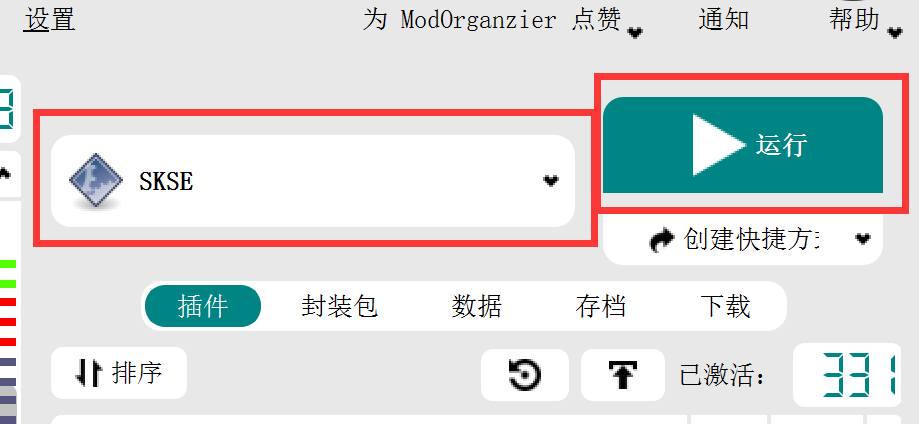 设置 为 ModOrganzier 点赞 通知 帮助
SKSE
运行
创建快捷方
插件 封装包 数据 存档 下载
排序 已激活: 331